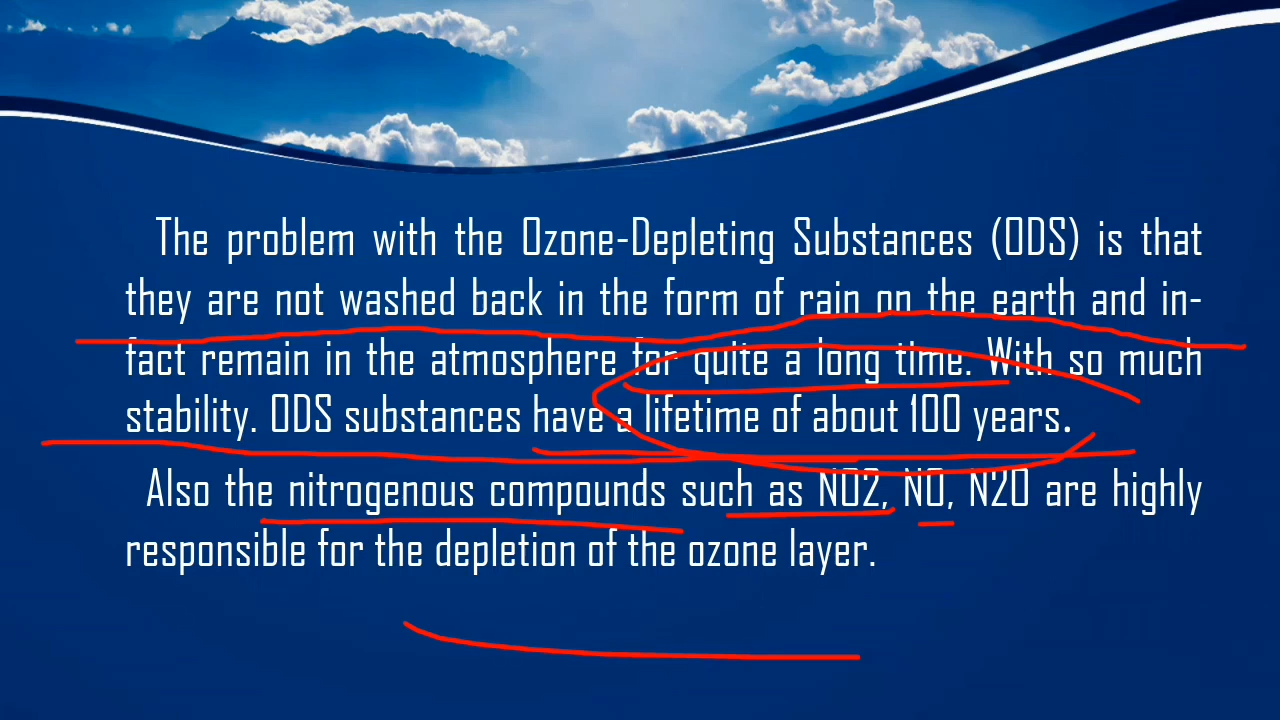 The problem with the Ozone-Depleting Substances (ODS) is that
they are not washed back in the form of rain on the earth and in-
fact remain in the atmosphere for quite a long time. With so much
stability. ODS substances have a lifetime of about 100 years.
Also the nitrogenous compounds such as NO2, NO, N2O are highly
responsible for the depletion of the ozone layer.